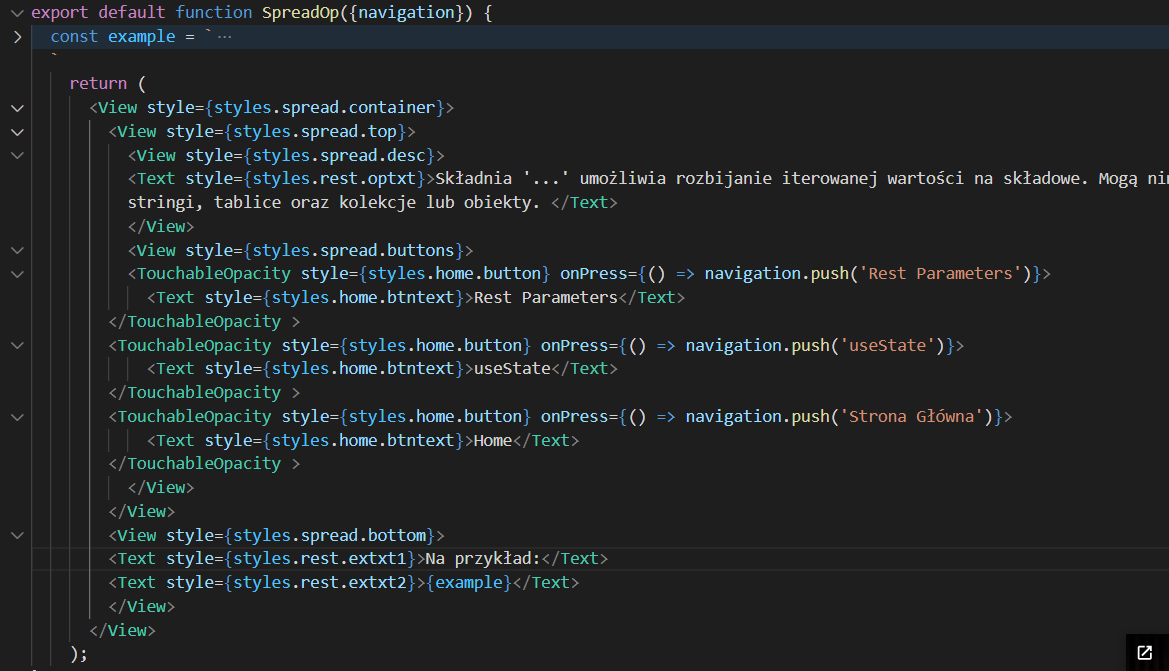 export default function SpreadOp({navigation}) {
const example = ` ⋯
`
return (
<View style={styles.spread.container}>
<View style={styles.spread.top}>
<View style={styles.spread.desc}>
<Text style={styles.rest.optxt}>Składnia '...' umożliwia rozbijanie iterowanej wartości na składowe. Mogą
stringi, tablice oraz kolekcje lub obiekty. </Text>
</View>
<View style={styles.spread.buttons}>
<TouchableOpacity style={styles.home.button} onPress={() => navigation.push('Rest Parameters')}>
<Text style={styles.home.btntext}>Rest Parameters</Text>
</TouchableOpacity >
<TouchableOpacity style={styles.home.button} onPress={() => navigation.push('useState')}>
<Text style={styles.home.btntext}>useState</Text>
</TouchableOpacity >
<TouchableOpacity style={styles.home.button} onPress={() => navigation.push('Strona Główna')}>
<Text style={styles.home.btntext}>Home</Text>
</TouchableOpacity >
</View>
</View>
<View style={styles.spread.bottom}>
<Text style={styles.rest.extxt1}>Na przykład:</Text>
<Text style={styles.rest.extxt2}>{example}</Text>
</View>
</View>
);